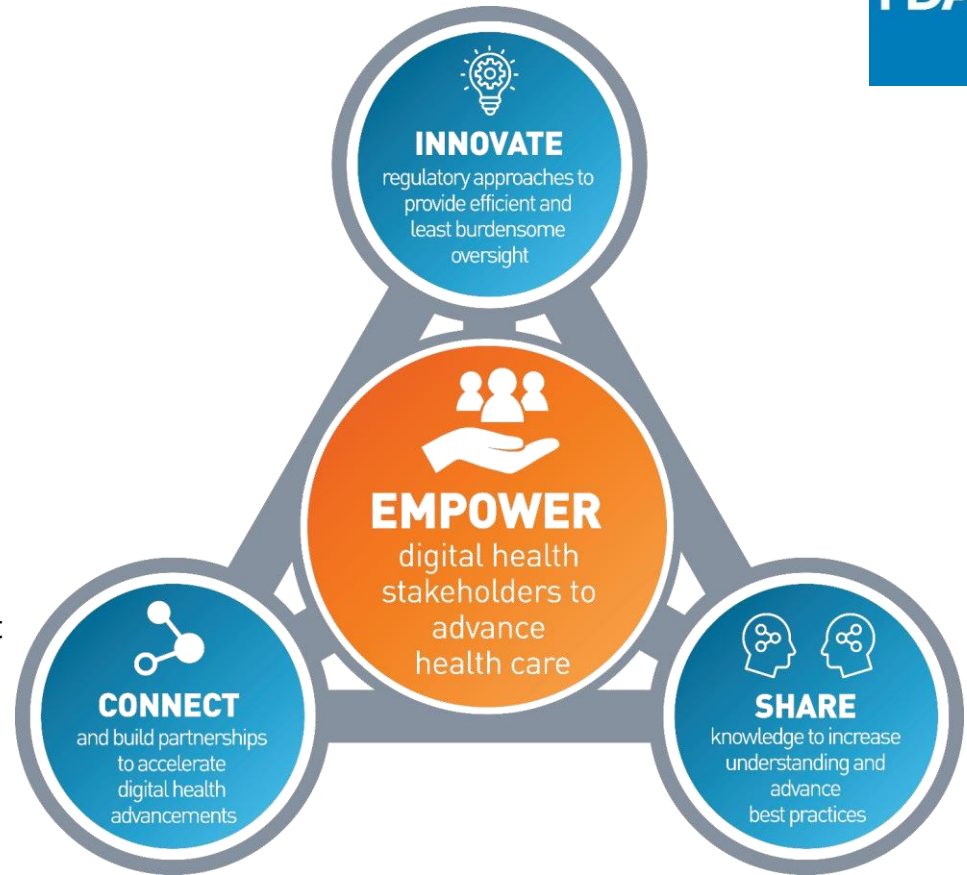 FDA
INNOVATE
regulatory approaches to
provide efficient and
least burdensome
oversight
EMPOWER
digital health
stakeholders to
advance
health care
t
CONNECT
and build partnerships
to accelerate
digital health
advancements
SHARE
knowledge to increase
understanding and
advance
best practices